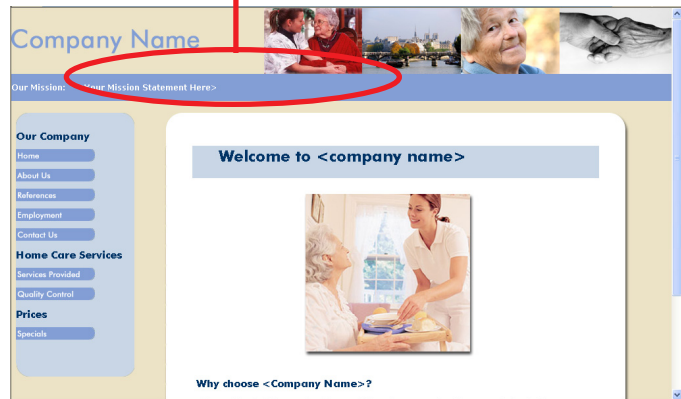 Company Name
Our Mission: <Your Mission Statement Here>
Our Company
Home
About Us
References
Employment
Contact Us
Home Care Services
Services Provided
Quality Control
Prices
Specials
Welcome to <company name>
Why choose <Company Name>?